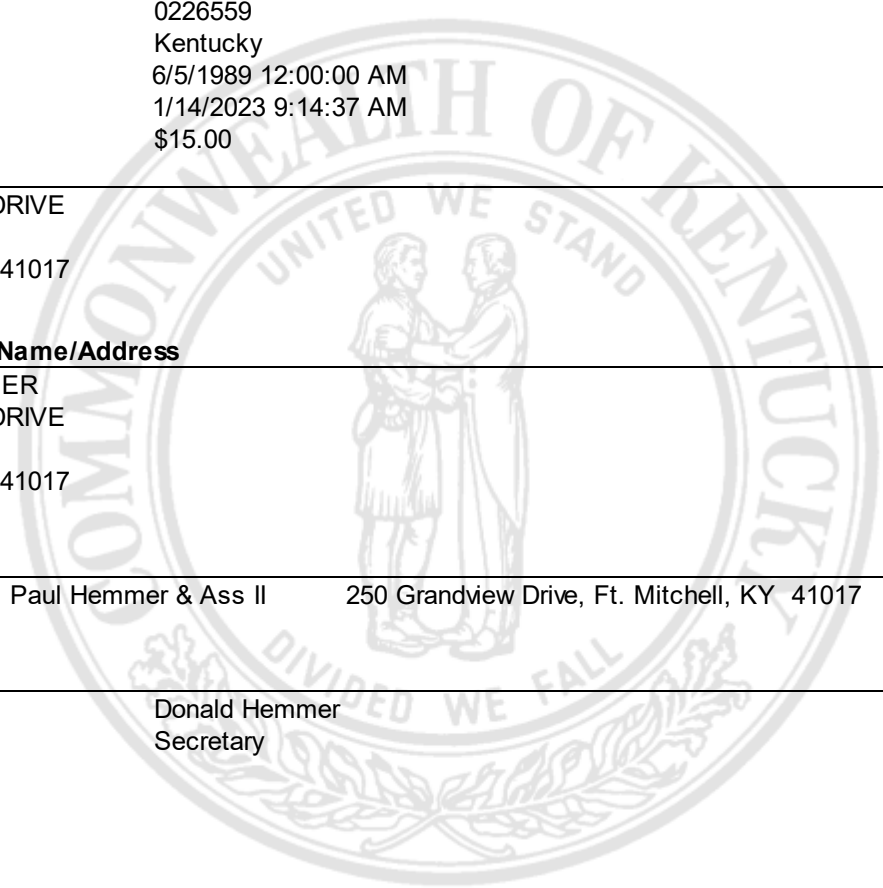 0226559
Kentucky
6/5/1989 12:00:00 AM
1/14/2023 9:14:37 AM
$15.00
DRIVE
41017
Name/Address
ER
DRIVE
41017
Paul Hemmer & Ass II 250 Grandview Drive, Ft. Mitchell, KY 41017
Donald Hemmer
Secretary
COMMONWEALTH OF KENTUCKY
UNITED WE STAND
DIVIDED WE FALL